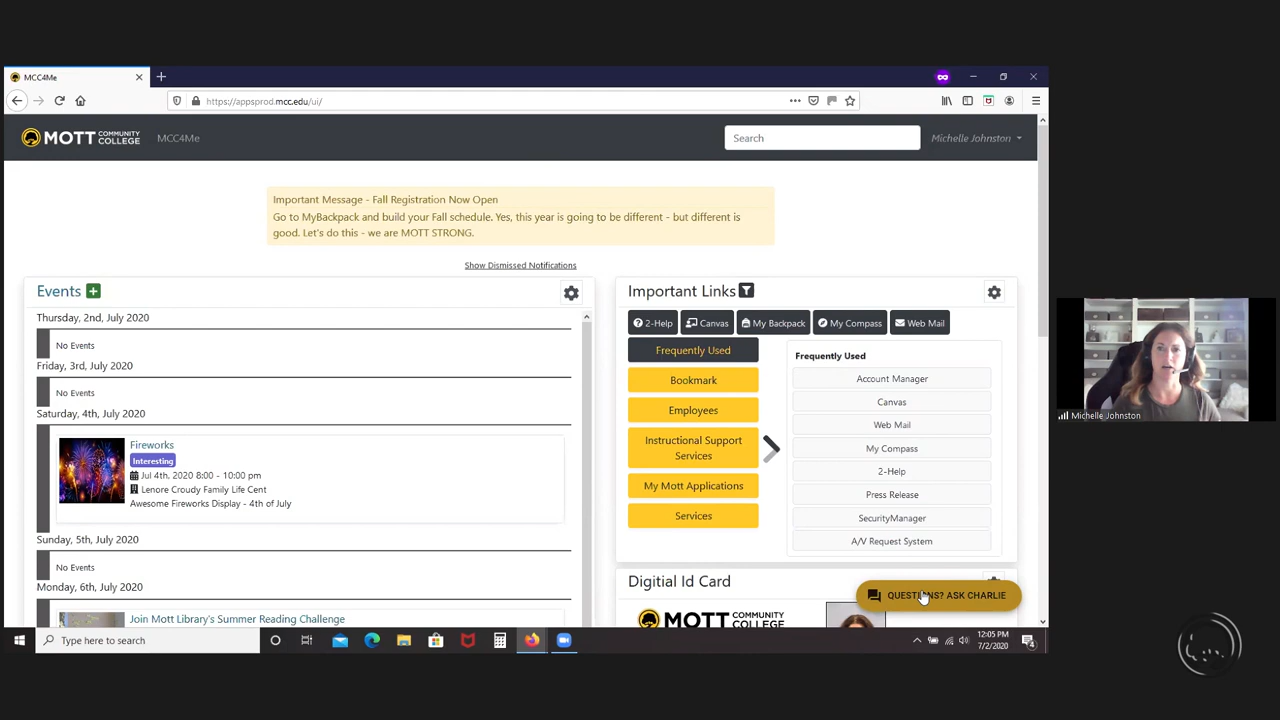 MCC4Me
https://appsprod.mcc.edu/ui/
MOTT COMMUNITY COLLEGE
MCC4Me
Search
Michelle Johnston
Important Message - Fall Registration Now Open
Go to MyBackpack and build your Fall schedule. Yes, this year is going to be different - but different is
good. Let's do this - we are MOTT STRONG.
Show Dismissed Notifications
Events
Thursday, 2nd, July 2020
No Events
Friday, 3rd, July 2020
No Events
Saturday, 4th, July 2020
Fireworks
Interesting
Jul 4th, 2020 8:00 - 10:00 pm
Lenore Croudy Family Life Cent
Awesome Fireworks Display - 4th of July
Sunday, 5th, July 2020
No Events
Monday, 6th, July 2020
Join Mott Library's Summer Reading Challenge
Important Links
2-Help
Canvas
My Backpack
My Compass
Web Mail
Frequently Used
Bookmark
Employees
Instructional Support
Services
My Mott Applications
Services
Frequently Used
Account Manager
Canvas
Web Mail
My Compass
2-Help
Press Release
SecurityManager
A/V Request System
Digitial Id Card
MOTT COMMUNITY COLLEGE
QUESTIONS? ASK CHARLIE
Michelle Johnston
Type here to search
12:05 PM
7/2/2020
4